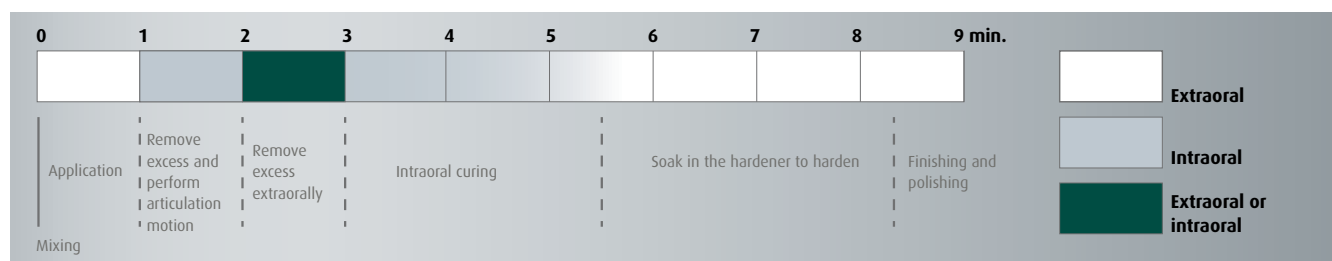 0 1 2 3 4 5 6 7 8 9 min.
Extraoral
Intraoral
Extraoral or
intraoral
Application
Remove
excess and
perform
articulation
motion
Remove
excess
extraorally
Intraoral curing
Soak in the hardener to harden
Finishing and
polishing
Mixing